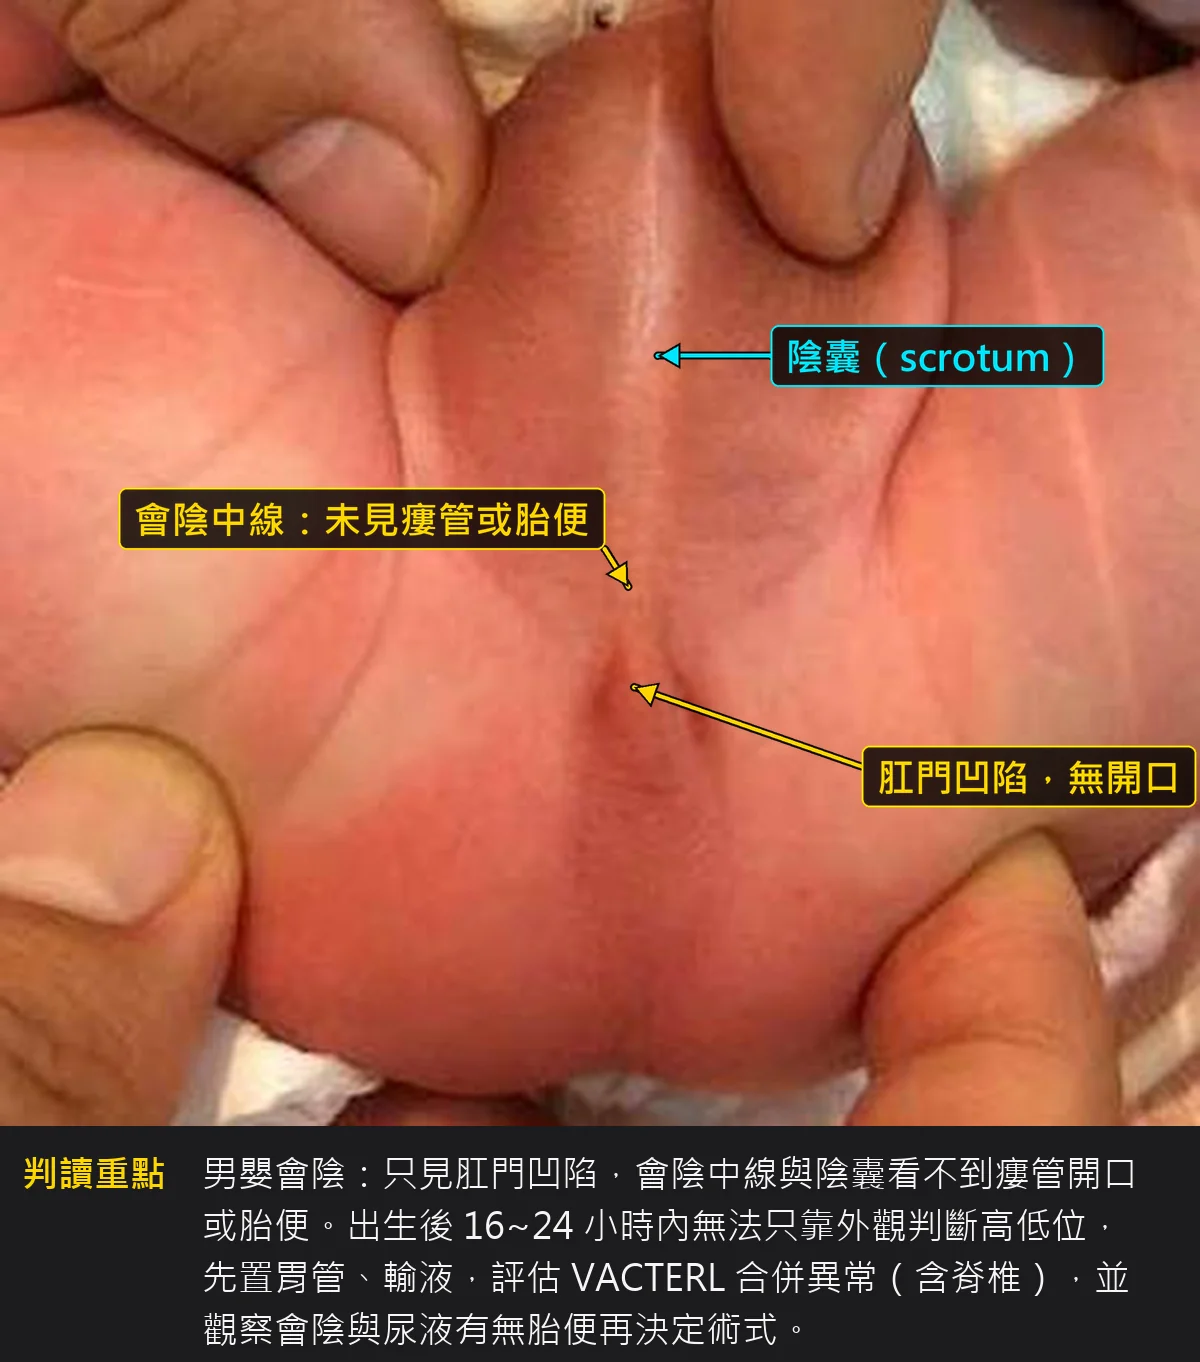 陰囊（scrotum）
會陰中線：未見瘻管或胎便
肛門凹陷，無開口
判讀重點
男嬰會陰：只見肛門凹陷，會陰中線與陰囊看不到瘻管開口
或胎便。出生後 16~24 小時內無法只靠外觀判斷高低位，
先置胃管、輸液，評估 VACTERL 合併異常（含脊椎），並
觀察會陰與尿液有無胎便再決定術式。